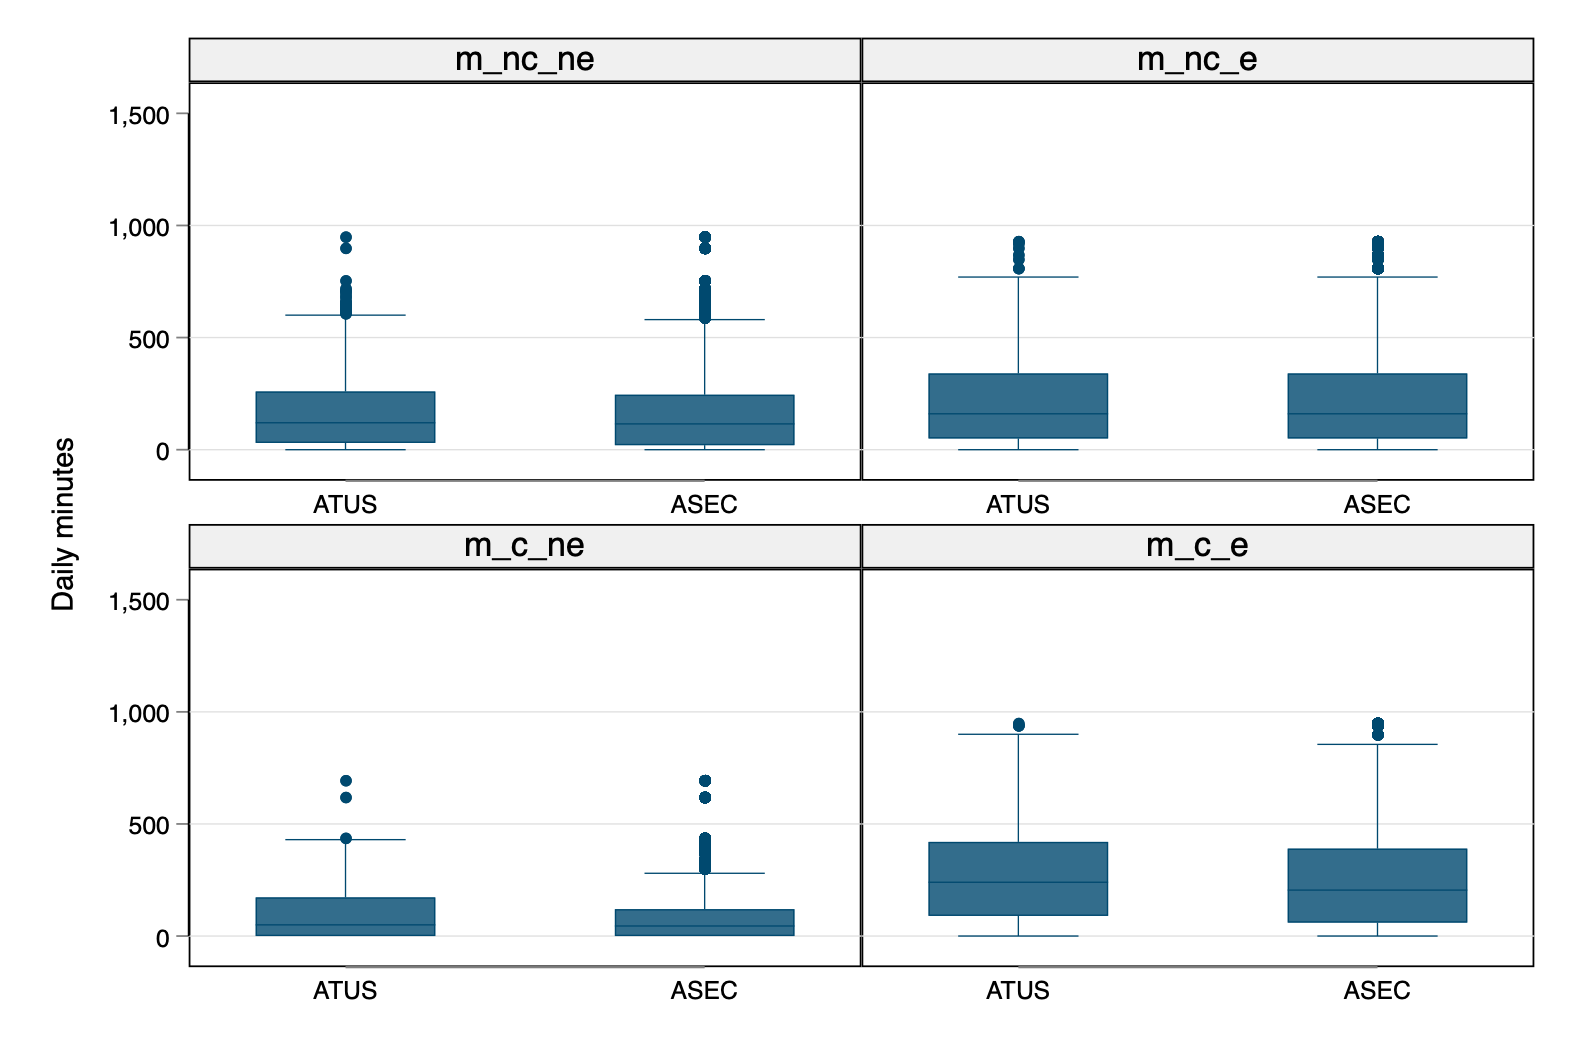 m_nc_ne
m_nc_e
1,500
1,000
500
0
ATUS
ASEC
ATUS
ASEC
Daily minutes
m_c_ne
m_c_e
1,500
1,000
500
0
ATUS
ASEC
ATUS
ASEC